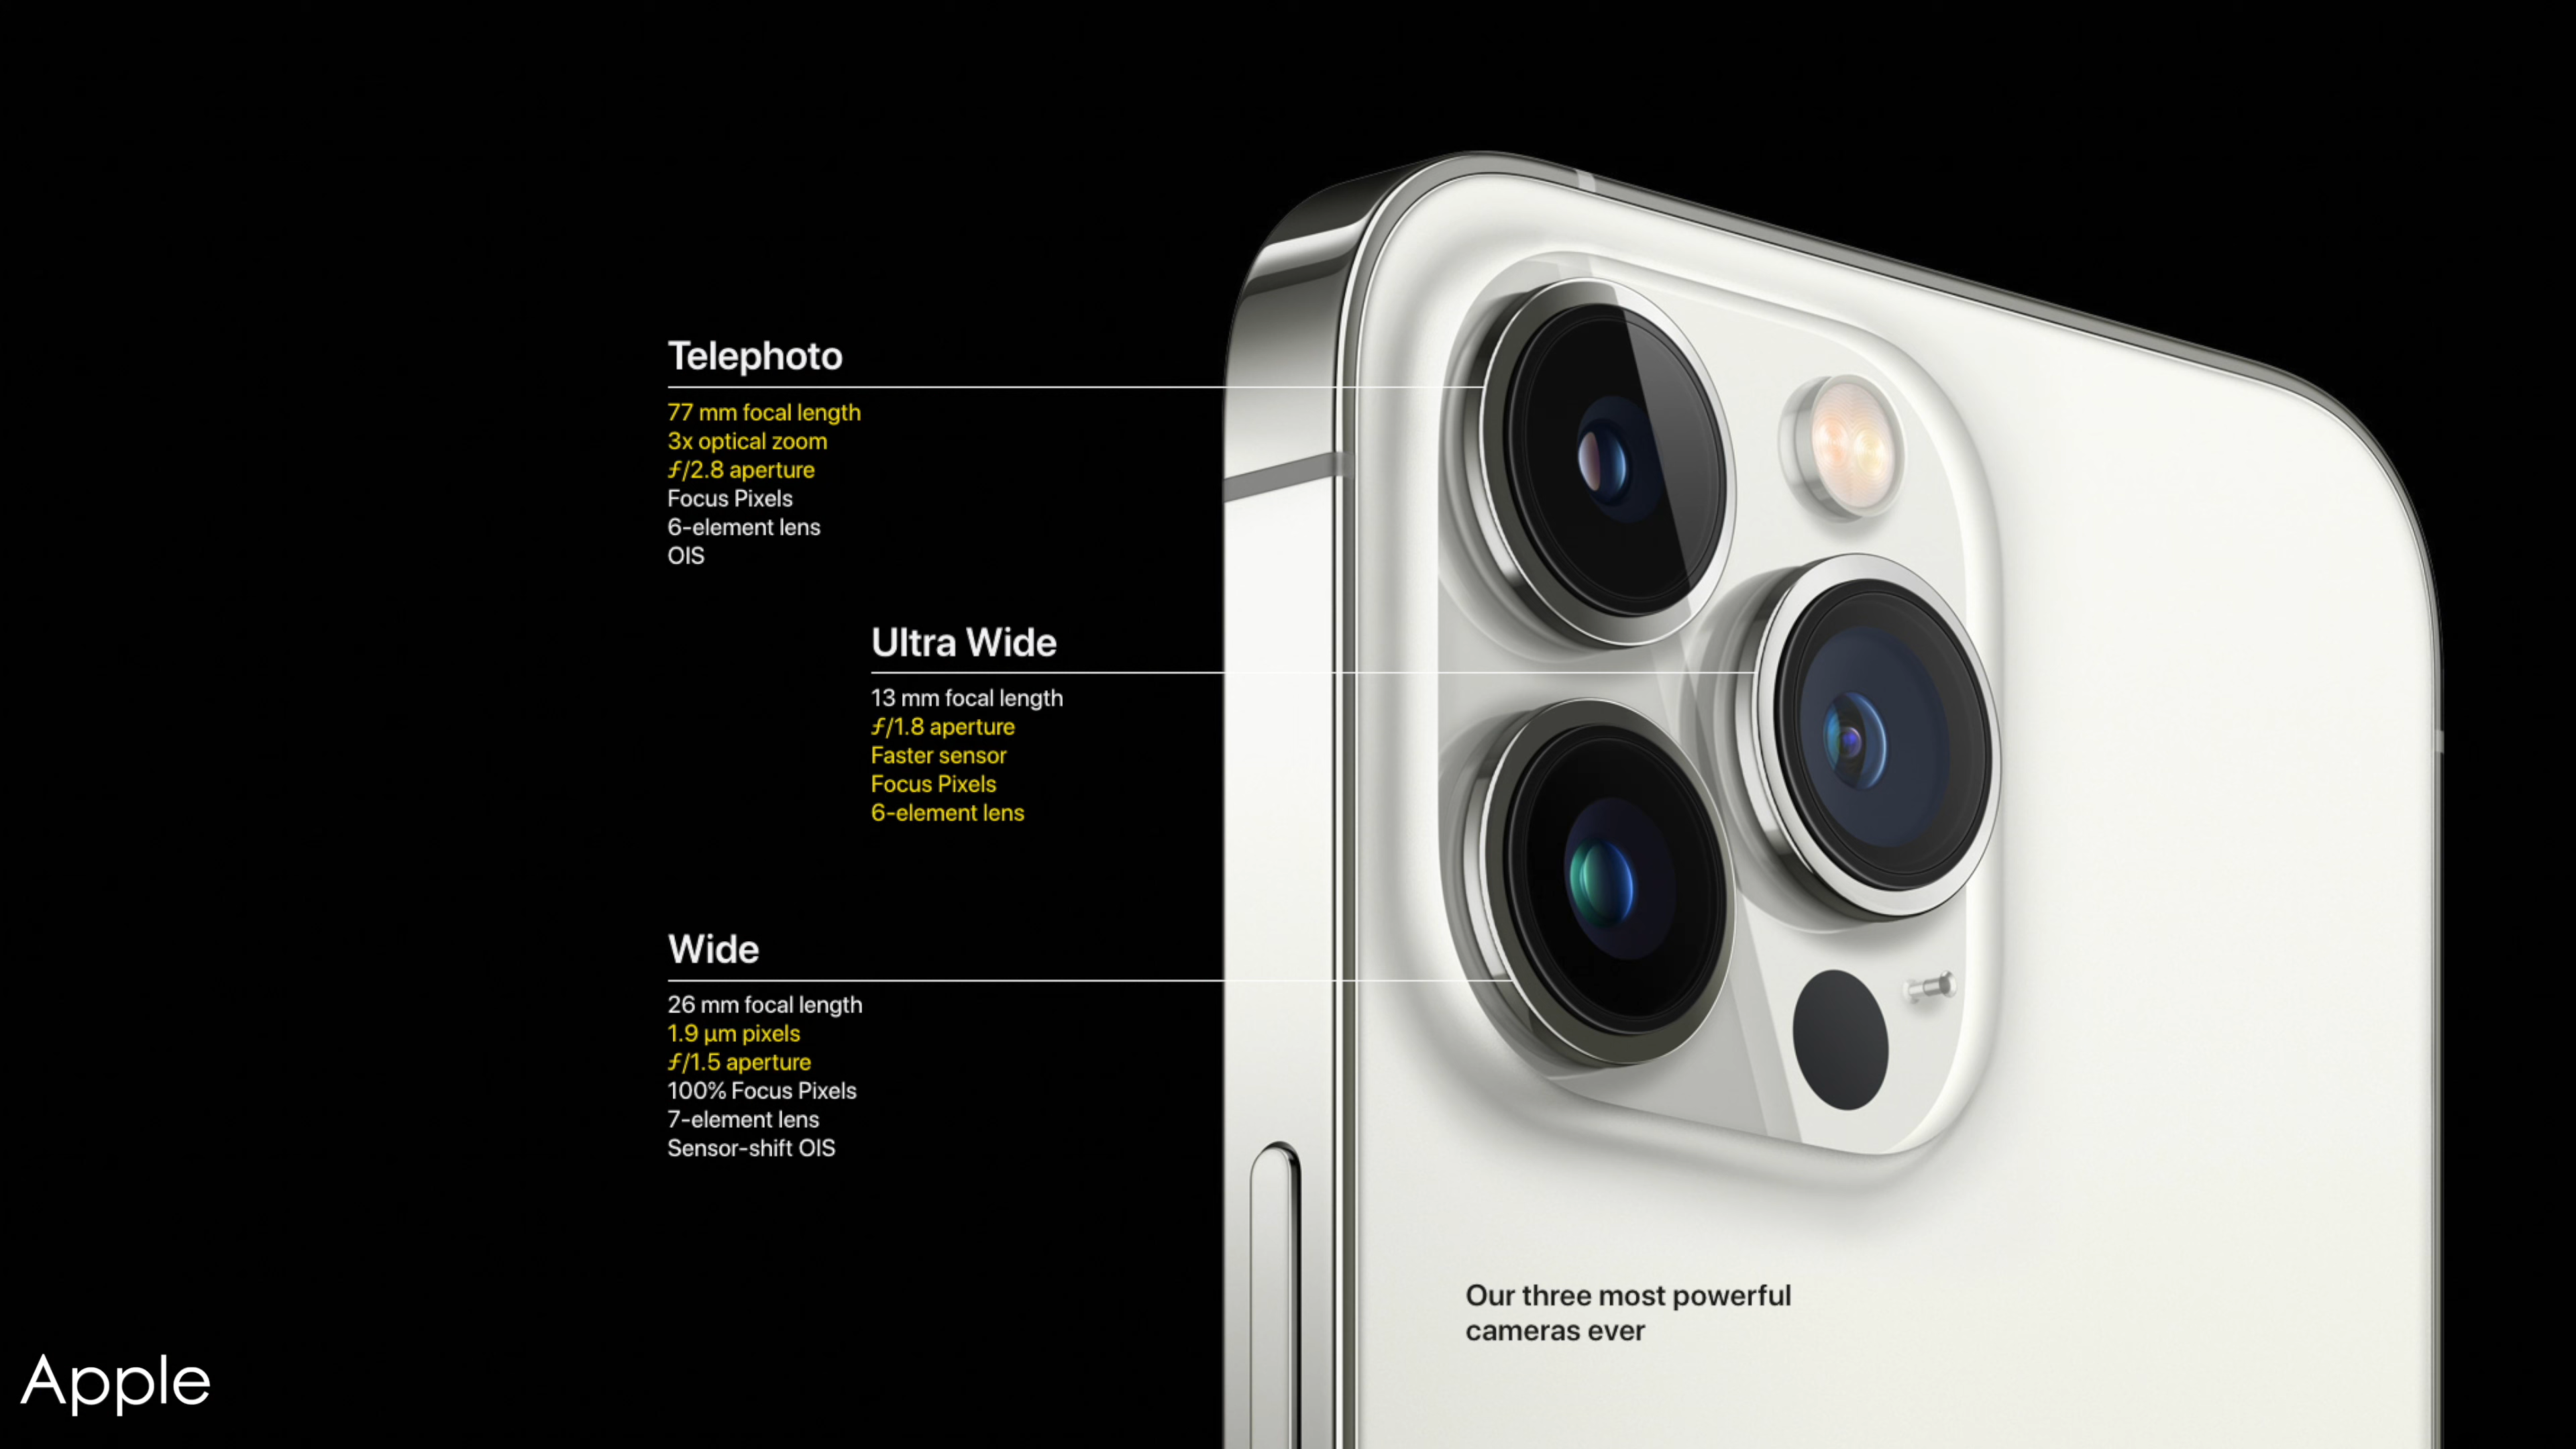 Telephoto
77 mm focal length
3x optical zoom
ƒ/2.8 aperture
Focus Pixels
6-element lens
OIS
Ultra Wide
13 mm focal length
ƒ/1.8 aperture
Faster sensor
Focus Pixels
6-element lens
Wide
26 mm focal length
1.9 µm pixels
ƒ/1.5 aperture
100% Focus Pixels
7-element lens
Sensor-shift OIS
Our three most powerful
cameras ever
Apple